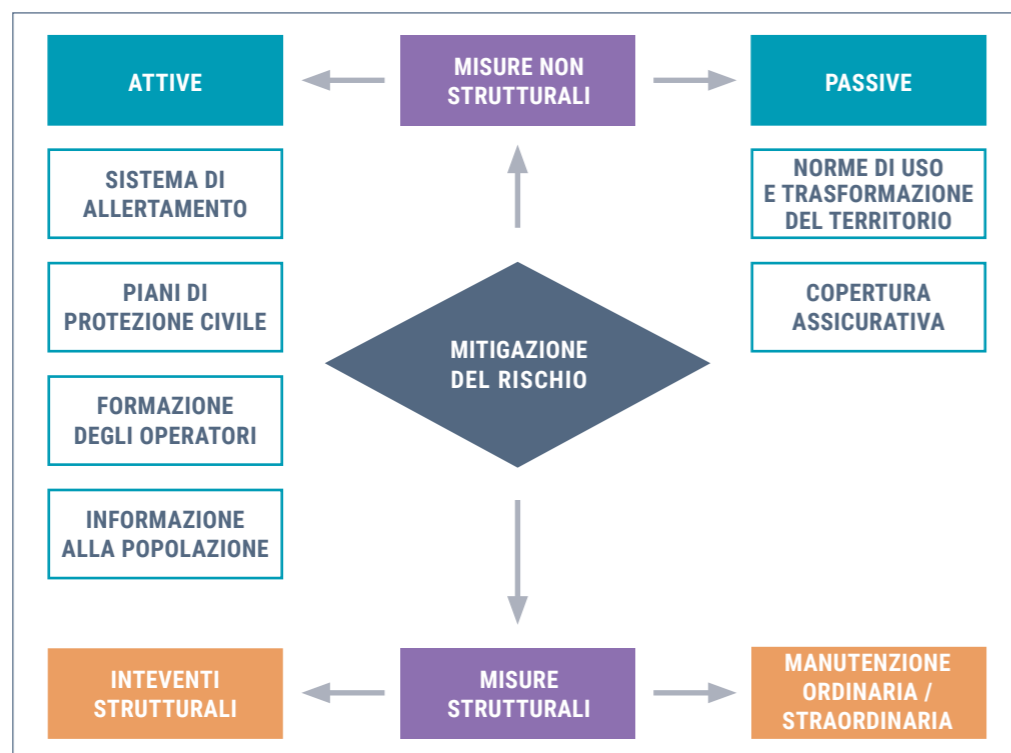 ATTIVE
MISURE NON
STRUTTURALI
PASSIVE
SISTEMA DI
ALLERTAMENTO
NORME DI USO
E TRASFORMAZIONE
DEL TERRITORIO
PIANI DI
PROTEZIONE CIVILE
COPERTURA
ASSICURATIVA
MITIGAZIONE
DEL RISCHIO
FORMAZIONE
DEGLI OPERATORI
INFORMAZIONE
ALLA POPOLAZIONE
INTEVENTI
STRUTTURALI
MISURE
STRUTTURALI
MANUTENZIONE
ORDINARIA /
STRAORDINARIA